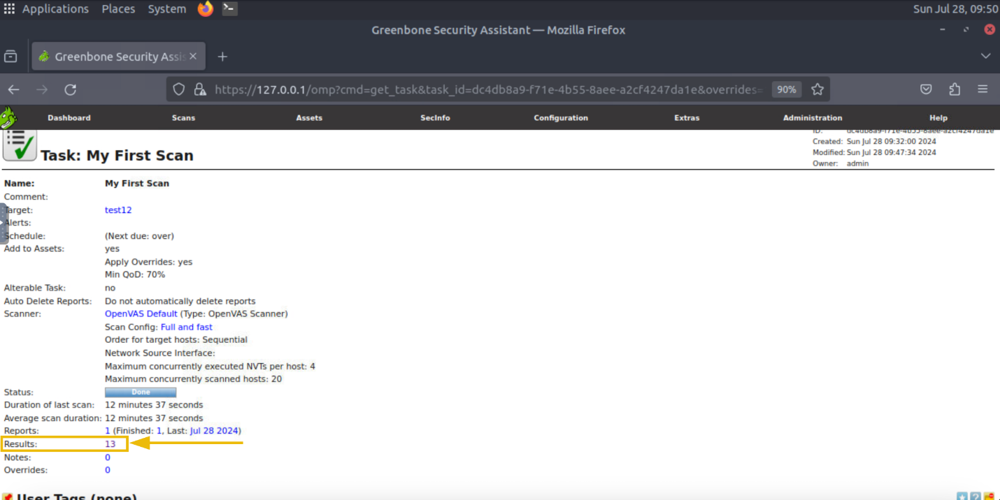 Applications Places System Sun Jul 28, 09:50
Greenbone Security Assistant — Mozilla Firefox
Greenbone Security Assis
https://127.0.0.1/omp?cmd=get_task&task_id=dc4db8a9-f71e-4b55-8aee-a2cf4247da1e&overrides= 90%
Dashboard Scans Assets SecInfo Configuration Extras Administration Help
ID: dc4db8a9-f71e-4b55-8aee-a2cf4247da1e
Created: Sun Jul 28 09:32:00 2024
Task: My First Scan
Modified: Sun Jul 28 09:47:34 2024
Owner: admin
Name: My First Scan
Comment:
Target: test12
Alerts:
Schedule: (Next due: over)
Add to Assets: yes
Apply Overrides: yes
Min QoD: 70%
Alterable Task: no
Auto Delete Reports: Do not automatically delete reports
Scanner: OpenVAS Default (Type: OpenVAS Scanner)
Scan Config: Full and fast
Order for target hosts: Sequential
Network Source Interface:
Maximum concurrently executed NVTs per host: 4
Maximum concurrently scanned hosts: 20
Status: Done
Duration of last scan: 12 minutes 37 seconds
Average scan duration: 12 minutes 37 seconds
Reports: 1 (Finished: 1, Last: Jul 28 2024)
Results: 13
Notes: 0
Overrides: 0
User Tags (none)